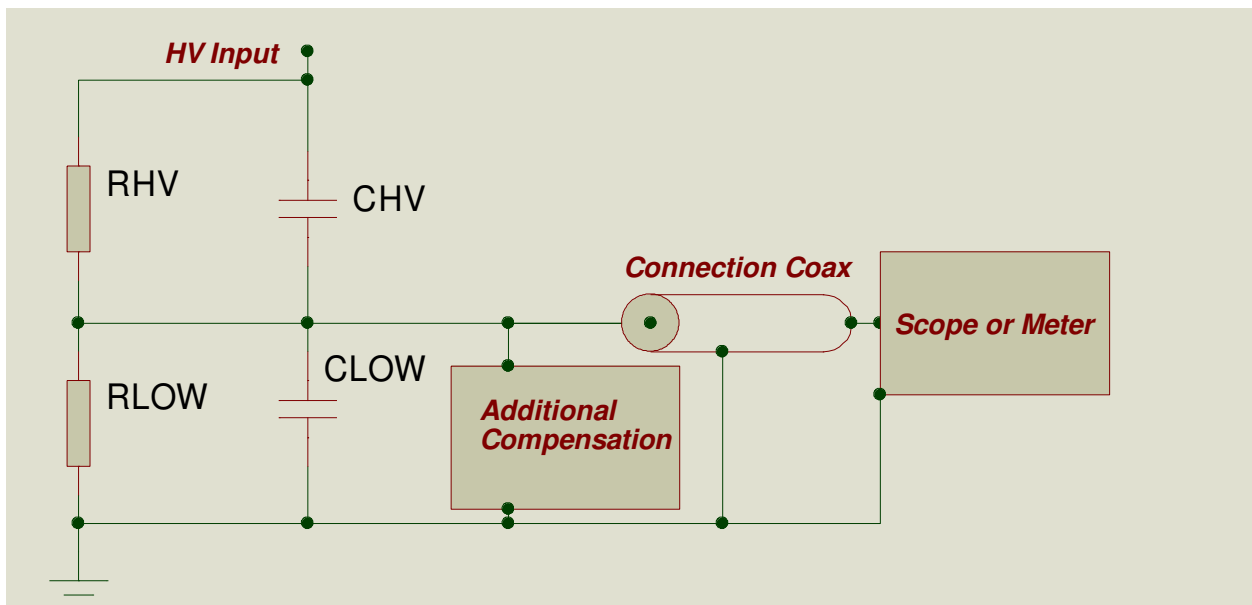 HV Input
RHV
CHV
Connection Coax
Scope or Meter
CLOW
RLOW
Additional
Compensation